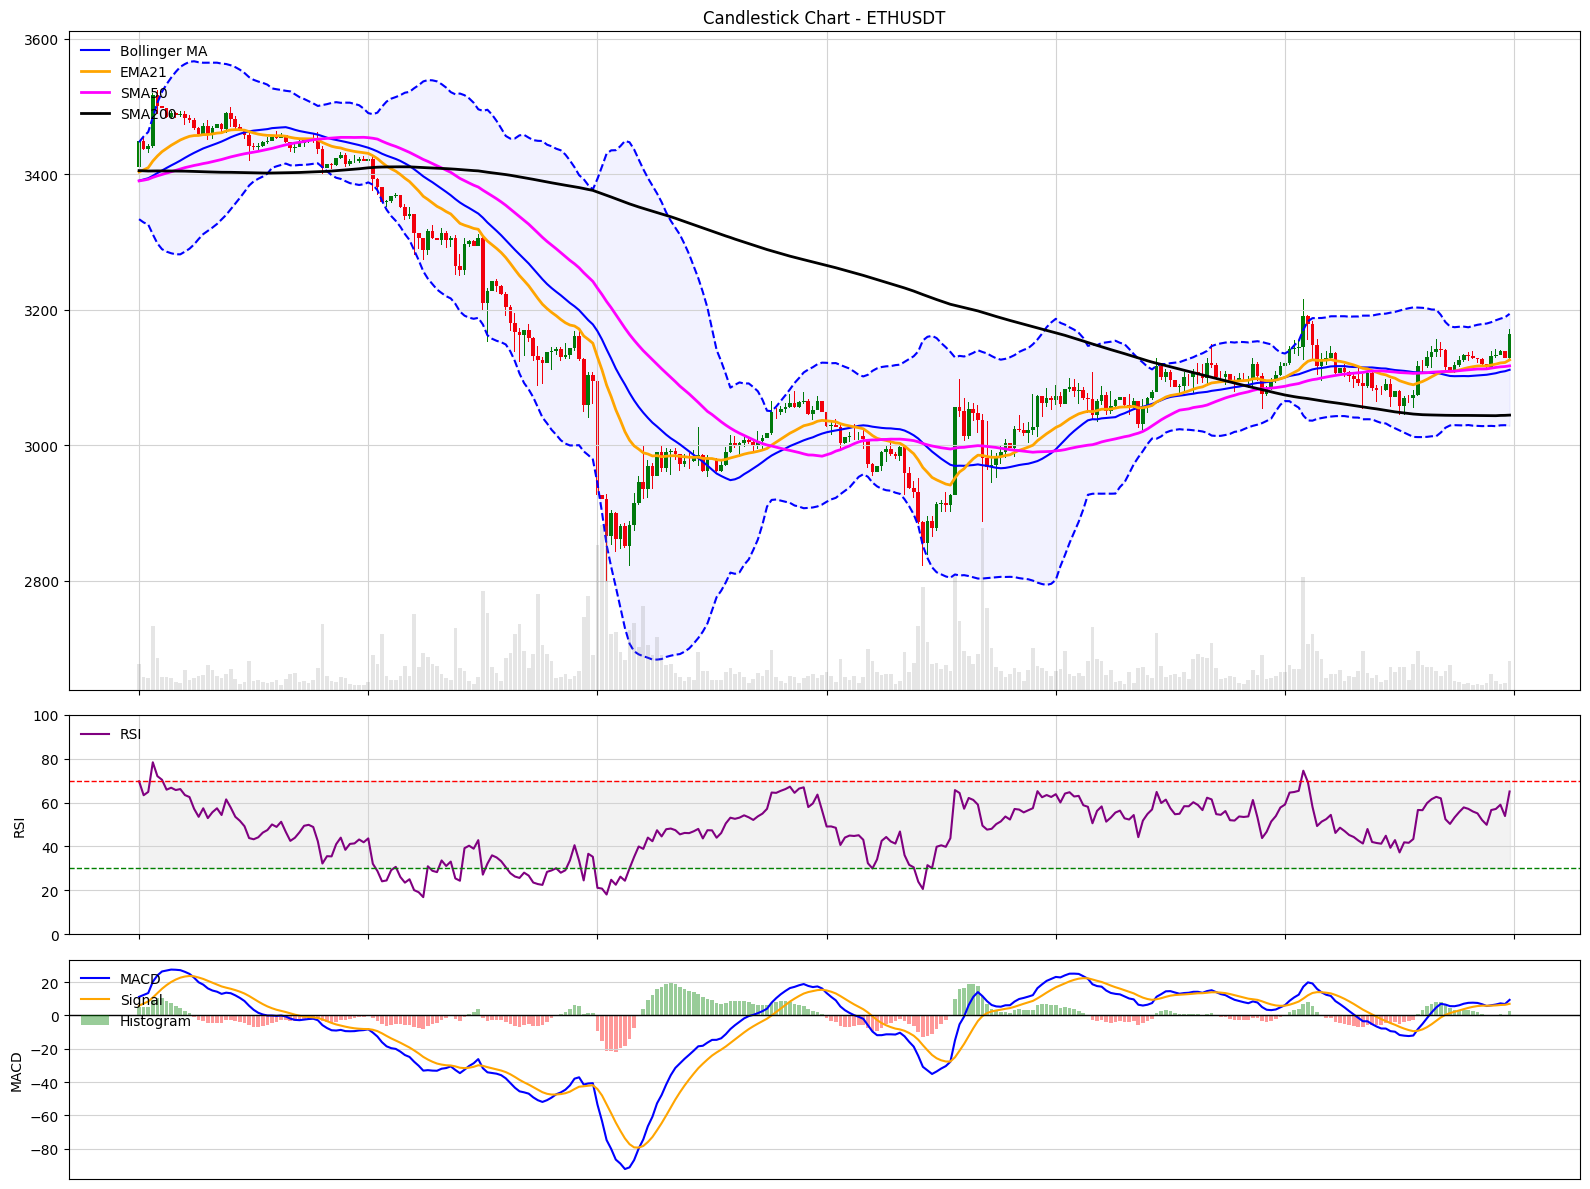 Candlestick Chart - ETHUSDT
3600
3400
3200
3000
2800
Bollinger MA
EMA21
SMA50
SMA200
100
80
60
40
20
0
RSI
RSI
20
0
−20
−40
−60
−80
MACD
MACD
Signal
Histogram